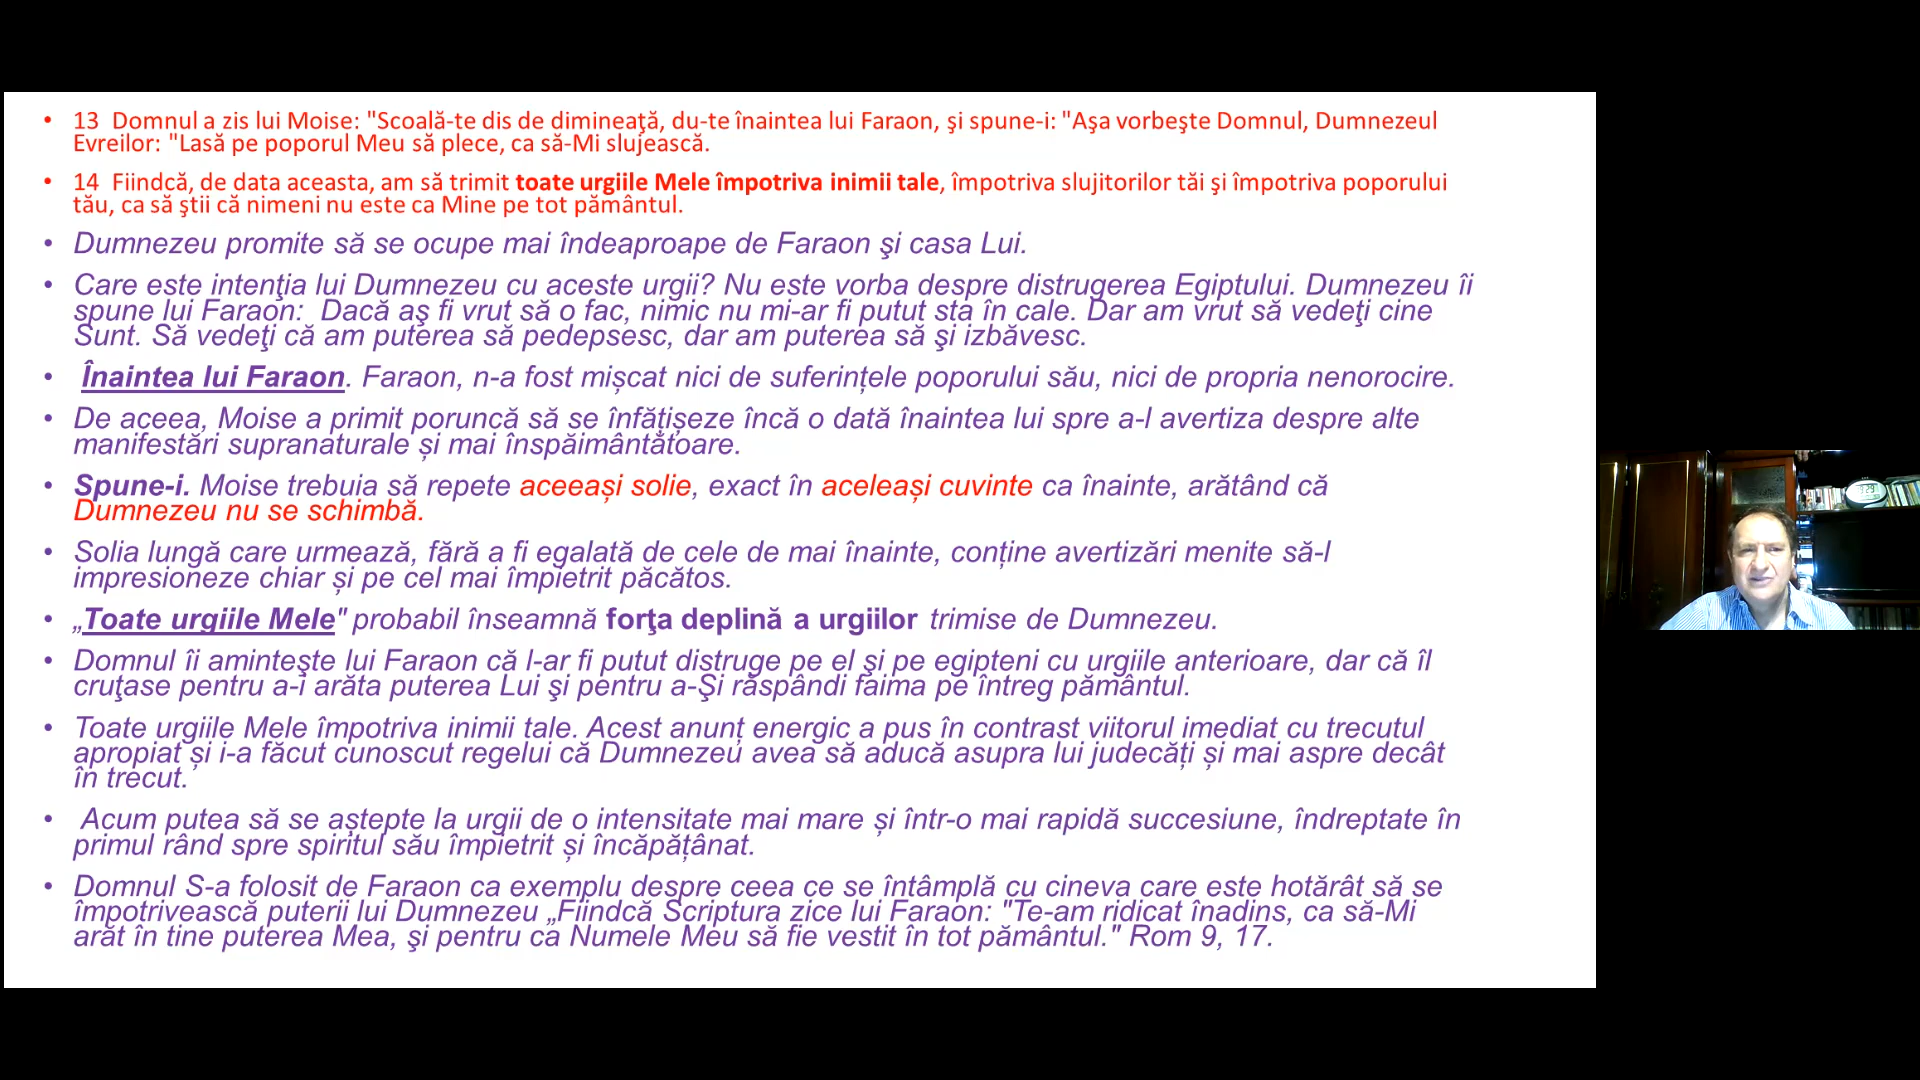 • 13 Domnul a zis lui Moise: "Scoală-te dis de dimineaţă, du-te înaintea lui Faraon, şi spune-i: "Aşa vorbeşte Domnul, Dumnezeul
Evreilor: "Lasă pe poporul Meu să plece, ca să-Mi slujească.
• 14 Fiindcă, de data aceasta, am să trimit toate urgiile Mele împotriva inimii tale, împotriva slujitorilor tăi şi împotriva poporului
tău, ca să ştii că nimeni nu este ca Mine pe tot pământul.
• Dumnezeu promite să se ocupe mai îndeaproape de Faraon şi casa Lui.
• Care este intenţia lui Dumnezeu cu aceste urgii? Nu este vorba despre distrugerea Egiptului. Dumnezeu îi
spune lui Faraon: Dacă aş fi vrut să o fac, nimic nu mi-ar fi putut sta în cale. Dar am vrut să vedeţi cine
Sunt. Să vedeţi că am puterea să pedepsesc, dar am puterea să şi izbăvesc.
• Înaintea lui Faraon. Faraon, n-a fost mișcat nici de suferințele poporului său, nici de propria nenorocire.
• De aceea, Moise a primit poruncă să se înfățișeze încă o dată înaintea lui spre a-l avertiza despre alte
manifestări supranaturale și mai înspăimântătoare.
• Spune-i. Moise trebuia să repete aceeași solie, exact în aceleași cuvinte ca înainte, arătând că
Dumnezeu nu se schimbă.
• Solia lungă care urmează, fără a fi egalată de cele de mai înainte, conține avertizări menite să-l
impresioneze chiar și pe cel mai împietrit păcătos.
• „Toate urgiile Mele" probabil înseamnă forţa deplină a urgiilor trimise de Dumnezeu.
• Domnul îi aminteşte lui Faraon că l-ar fi putut distruge pe el şi pe egipteni cu urgiile anterioare, dar că îl
cruţase pentru a-i arăta puterea Lui şi pentru a-Şi răspândi faima pe întreg pământul.
• Toate urgiile Mele împotriva inimii tale. Acest anunț energic a pus în contrast viitorul imediat cu trecutul
apropiat și i-a făcut cunoscut regelui că Dumnezeu avea să aducă asupra lui judecăți și mai aspre decât
în trecut.
• Acum putea să se aștepte la urgii de o intensitate mai mare și într-o mai rapidă succesiune, îndreptate în
primul rând spre spiritul său împietrit și încăpățânat.
• Domnul S-a folosit de Faraon ca exemplu despre ceea ce se întâmplă cu cineva care este hotărât să se
împotrivească puterii lui Dumnezeu „Fiindcă Scriptura zice lui Faraon: "Te-am ridicat înadins, ca să-Mi
arăt în tine puterea Mea, şi pentru ca Numele Meu să fie vestit în tot pământul." Rom 9, 17.